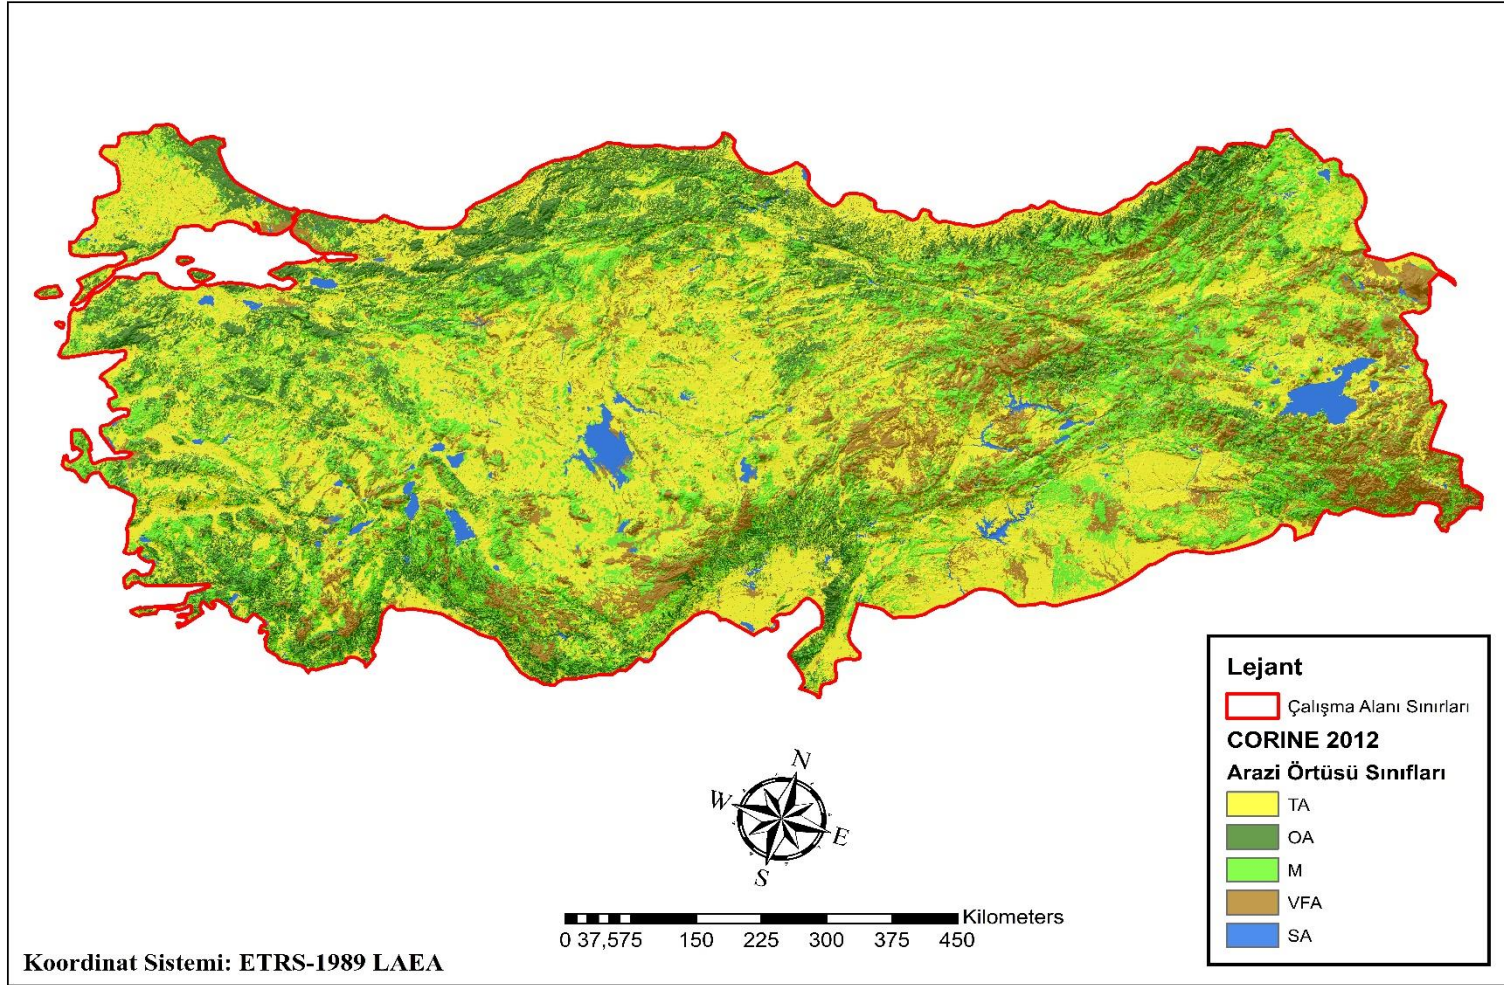 Lejant
Çalışma Alanı Sınırları
CORINE 2012
Arazi Örtüsü Sınıfları
TA
OA
M
VFA
SA
N
W
E
S
Kilometers
0 37,575 150 225 300 375 450
Koordinat Sistemi: ETRS-1989 LAEA